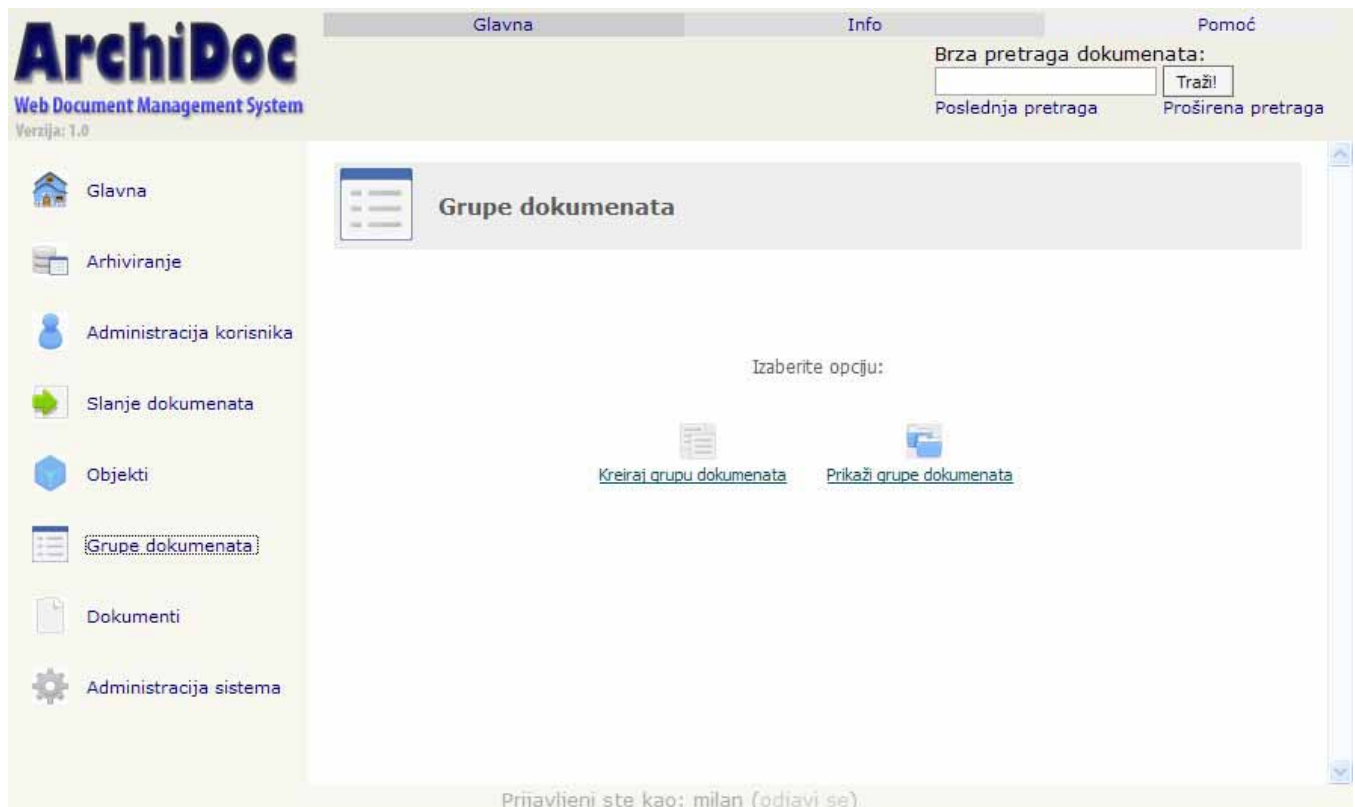 ArchiDoc
Web Document Management System
Verzija: 1.0
Glavna Info Pomoć
Brza pretraga dokumenata:
Traži!
Poslednja pretraga Proširena pretraga
Glavna
Arhiviranje
Administracija korisnika
Slanje dokumenata
Objekti
Grupe dokumenata
Dokumenti
Administracija sistema
Grupe dokumenata
Izaberite opciju:
Kreiraj grupu dokumenata Prikaži grupe dokumenata
Prijavljeni ste kao: milan (odjavi se)